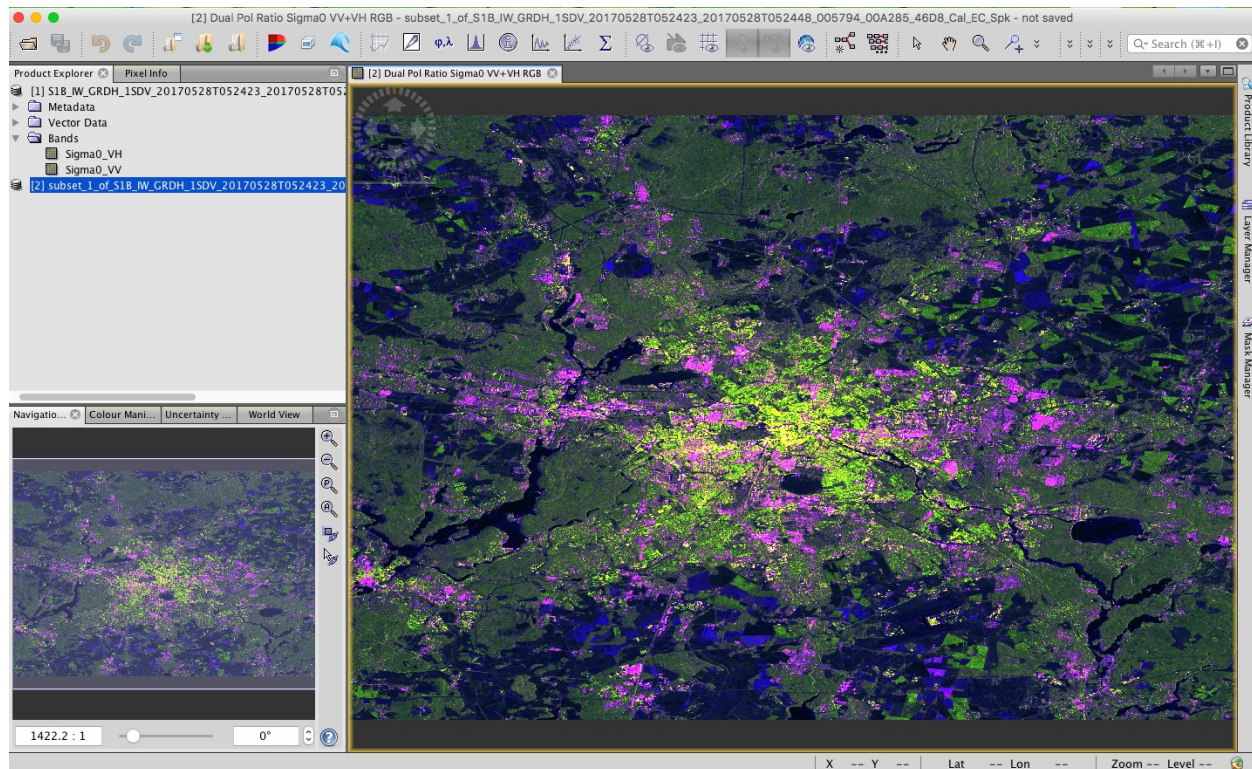 [2] Dual Pol Ratio Sigma0 VV+VH RGB - subset_1_of_S1B_IW_GRDH_1SDV_20170528T052423_20170528T052448_005794_00A285_46D8_Cal_EC_Spk - not saved
φ,λ
Σ
Q- Search (⌘+I)
Product Explorer
Pixel Info
[1] S1B_IW_GRDH_1SDV_20170528T052423_20170528T052
Metadata
Vector Data
Bands
Sigma0_VH
Sigma0_VV
[2] subset_1_of_S1B_IW_GRDH_1SDV_20170528T052423_20
Navigatio...
Colour Mani...
Uncertainty ...
World View
1422.2 : 1
0°
[2] Dual Pol Ratio Sigma0 VV+VH RGB
Product Library
Layer Manager
Mask Manager
X -- Y -- Lat -- Lon -- Zoom -- Level --